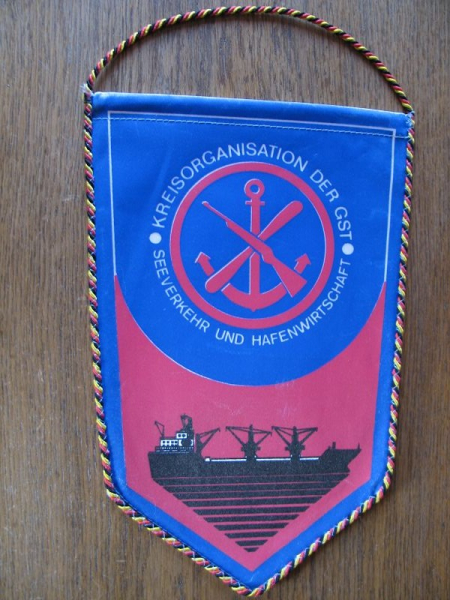 KREISORGANISATION DER GST
SEEVERKEHR UND HAFENWIRTSCHAFT